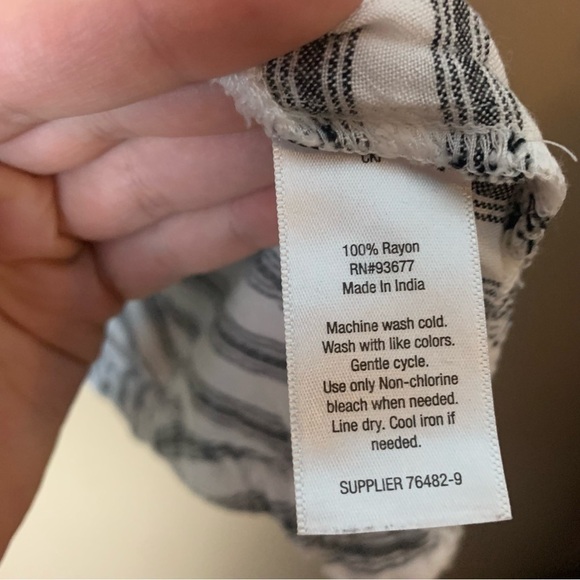 100% Rayon
RN#93677
Made In India
Machine wash cold.
Wash with like colors.
Gentle cycle.
Use only Non-chlorine
bleach when needed.
Line dry. Cool iron if
needed.
SUPPLIER 76482-9